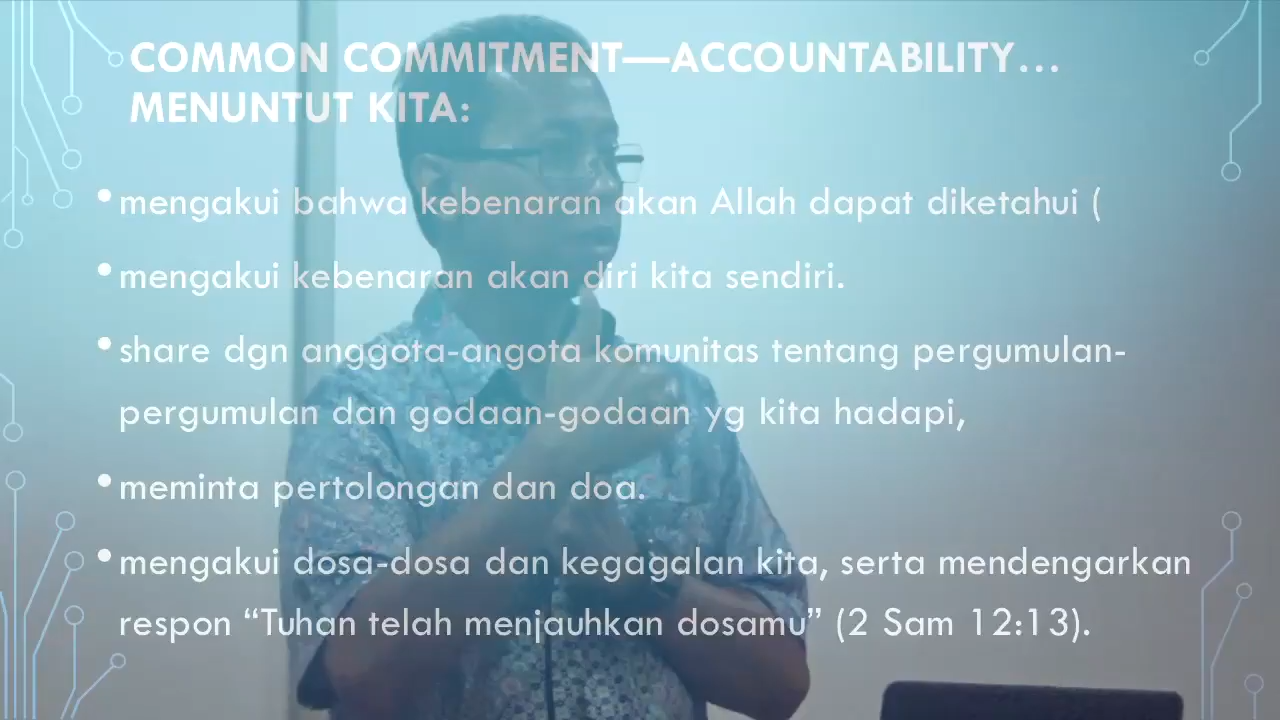 COMMON COMMITMENT—ACCOUNTABILITY…
MENUNTUT KITA:
•mengakui bahwa kebenaran akan Allah dapat diketahui (
•mengakui kebenaran akan diri kita sendiri.
•share dgn anggota-angota komunitas tentang pergumulan-
pergumulan dan godaan-godaan yg kita hadapi,
•meminta pertolongan dan doa.
•mengakui dosa-dosa dan kegagalan kita, serta mendengarkan
respon “Tuhan telah menjauhkan dosamu” (2 Sam 12:13).